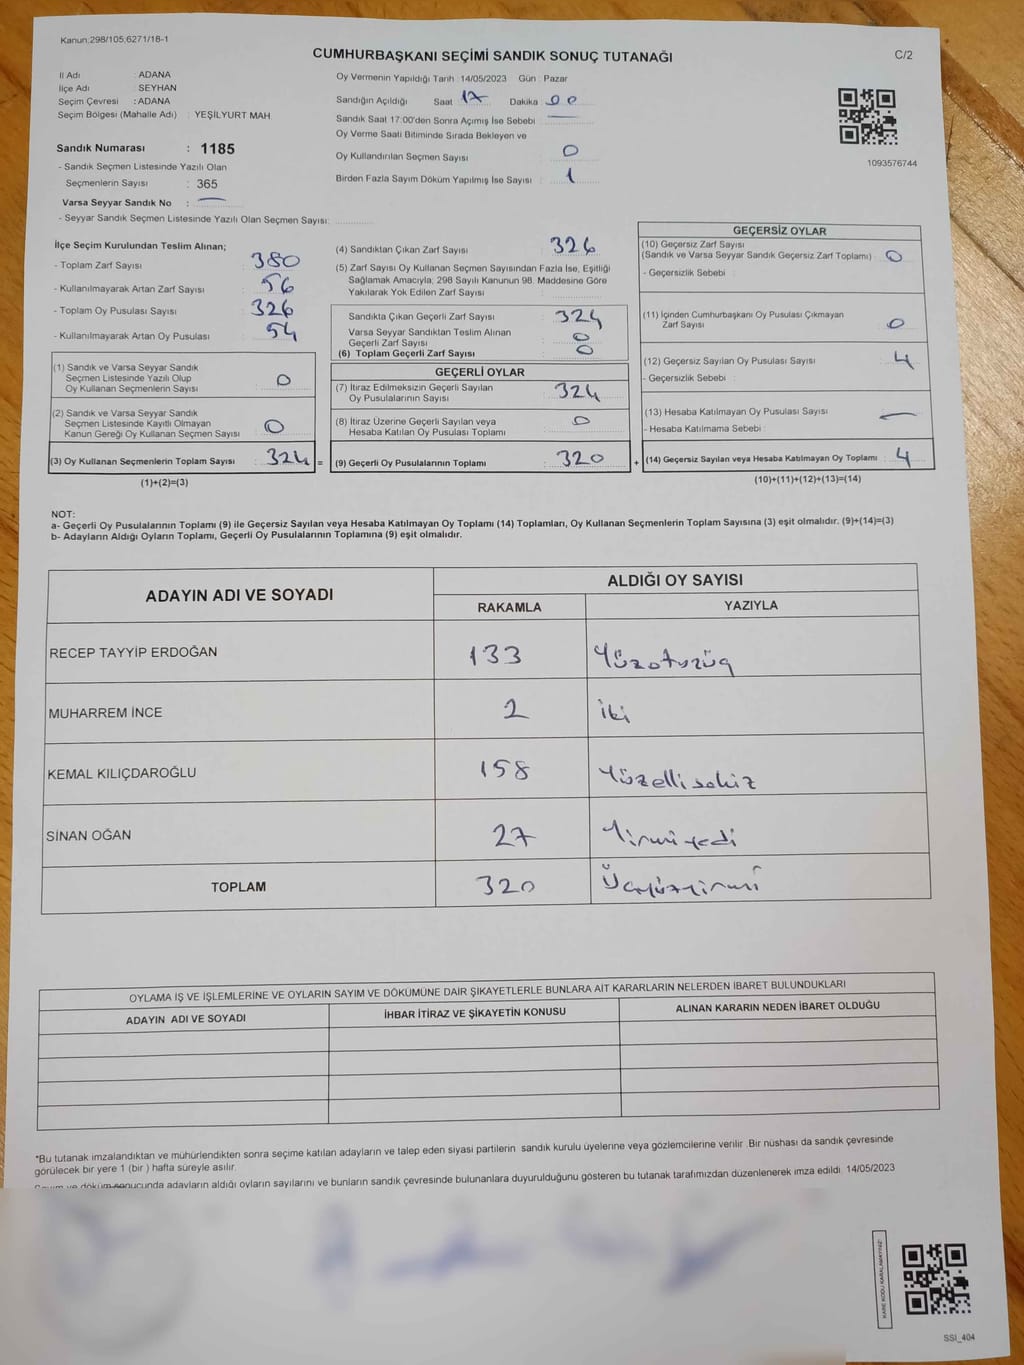 Kanun;298/105;6271/18-1
CUMHURBAŞKANI SEÇİMİ SANDIK SONUÇ TUTANAĞI
C/2
İl Adı : ADANA
İlçe Adı : SEYHAN
Seçim Çevresi : ADANA
Seçim Bölgesi (Mahalle Adı) : YEŞİLYURT MAH.
Sandık Numarası : 1185
- Sandık Seçmen Listesinde Yazılı Olan
Seçmenlerin Sayısı : 365
Varsa Seyyar Sandık No : —
- Seyyar Sandık Seçmen Listesinde Yazılı Olan Seçmen Sayısı:
Oy Vermenin Yapıldığı Tarih :14/05/2023 Gün : Pazar
Sandığın Açıldığı Saat 17 Dakika 00
Sandık Saat 17:00'den Sonra Açımış İse Sebebi : —
Oy Verme Saati Bitiminde Sırada Bekleyen ve
Oy Kullandırılan Seçmen Sayısı : 0
Birden Fazla Sayım Döküm Yapılmış İse Sayısı : 1
1093576744
İlçe Seçim Kurulundan Teslim Alınan;
- Toplam Zarf Sayısı : 380
- Kullanılmayarak Artan Zarf Sayısı : 56
- Toplam Oy Pusulası Sayısı : 326
- Kullanılmayarak Artan Oy Pusulası : 54
(1) Sandık ve Varsa Seyyar Sandık
Seçmen Listesinde Yazılı Olup
Oy Kullanan Seçmenlerin Sayısı : 0
(2) Sandık ve Varsa Seyyar Sandık
Seçmen Listesinde Kayıtlı Olmayan
Kanun Gereği Oy Kullanan Seçmen Sayısı : 0
(3) Oy Kullanan Seçmenlerin Toplam Sayısı : 324 =
(1)+(2)=(3)
(4) Sandıktan Çıkan Zarf Sayısı : 326
(5) Zarf Sayısı Oy Kullanan Seçmen Sayısından Fazla İse, Eşitliği
Sağlamak Amacıyla; 298 Sayılı Kanunun 98. Maddesine Göre
Yakılarak Yok Edilen Zarf Sayısı :
Sandıkta Çıkan Geçerli Zarf Sayısı : 324
Varsa Seyyar Sandıktan Teslim Alınan
Geçerli Zarf Sayısı : 0
(6) Toplam Geçerli Zarf Sayısı : 0
GEÇERLİ OYLAR
(7) İtiraz Edilmeksizin Geçerli Sayılan
Oy Pusulalarının Sayısı : 324
(8) İtiraz Üzerine Geçerli Sayılan veya
Hesaba Katılan Oy Pusulası Toplamı : 0
(9) Geçerli Oy Pusulalarının Toplamı : 320 +
GEÇERSİZ OYLAR
(10) Geçersiz Zarf Sayısı
(Sandık ve Varsa Seyyar Sandık Geçersiz Zarf Toplamı) : 0
- Geçersizlik Sebebi :
(11) İçinden Cumhurbaşkanı Oy Pusulası Çıkmayan
Zarf Sayısı : 0
(12) Geçersiz Sayılan Oy Pusulası Sayısı : 4
- Geçersizlik Sebebi :
(13) Hesaba Katılmayan Oy Pusulası Sayısı : —
- Hesaba Katılmama Sebebi :
(14) Geçersiz Sayılan veya Hesaba Katılmayan Oy Toplamı : 4
(10)+(11)+(12)+(13)=(14)
NOT:
a- Geçerli Oy Pusulalarının Toplamı (9) ile Geçersiz Sayılan veya Hesaba Katılmayan Oy Toplamı (14) Toplamları, Oy Kullanan Seçmenlerin Toplam Sayısına (3) eşit olmalıdır. (9)+(14)=(3)
b- Adayların Aldığı Oyların Toplamı, Geçerli Oy Pusulalarının Toplamına (9) eşit olmalıdır.
ADAYIN ADI VE SOYADI
ALDIĞI OY SAYISI
RAKAMLA YAZIYLA
RECEP TAYYİP ERDOĞAN 133 Yüzotuzüç
MUHARREM İNCE 2 iki
KEMAL KILIÇDAROĞLU 158 Yüzellisekiz
SİNAN OĞAN 27 Yirmiyedi
TOPLAM 320 Üçyüzyirmi
OYLAMA İŞ VE İŞLEMLERİNE VE OYLARIN SAYIM VE DÖKÜMÜNE DAİR ŞİKAYETLERLE BUNLARA AİT KARARLARIN NELERDEN İBARET BULUNDUKLARI
ADAYIN ADI VE SOYADI İHBAR İTİRAZ VE ŞİKAYETİN KONUSU ALINAN KARARIN NEDEN İBARET OLDUĞU
*Bu tutanak imzalandıktan ve mühürlendikten sonra seçime katılan adayların ve talep eden siyasi partilerin sandık kurulu üyelerine veya gözlemcilerine verilir .Bir nüshası da sandık çevresinde
görülecek bir yere 1 (bir ) hafta süreyle asılır.
Sayım ve döküm sonucunda adayların aldığı oyların sayılarını ve bunların sandık çevresinde bulunanlara duyurulduğunu gösteren bu tutanak tarafımızdan düzenlenerek imza edildi. 14/05/2023
KARE KODU KARALAMAYINIZ!
SSI_404